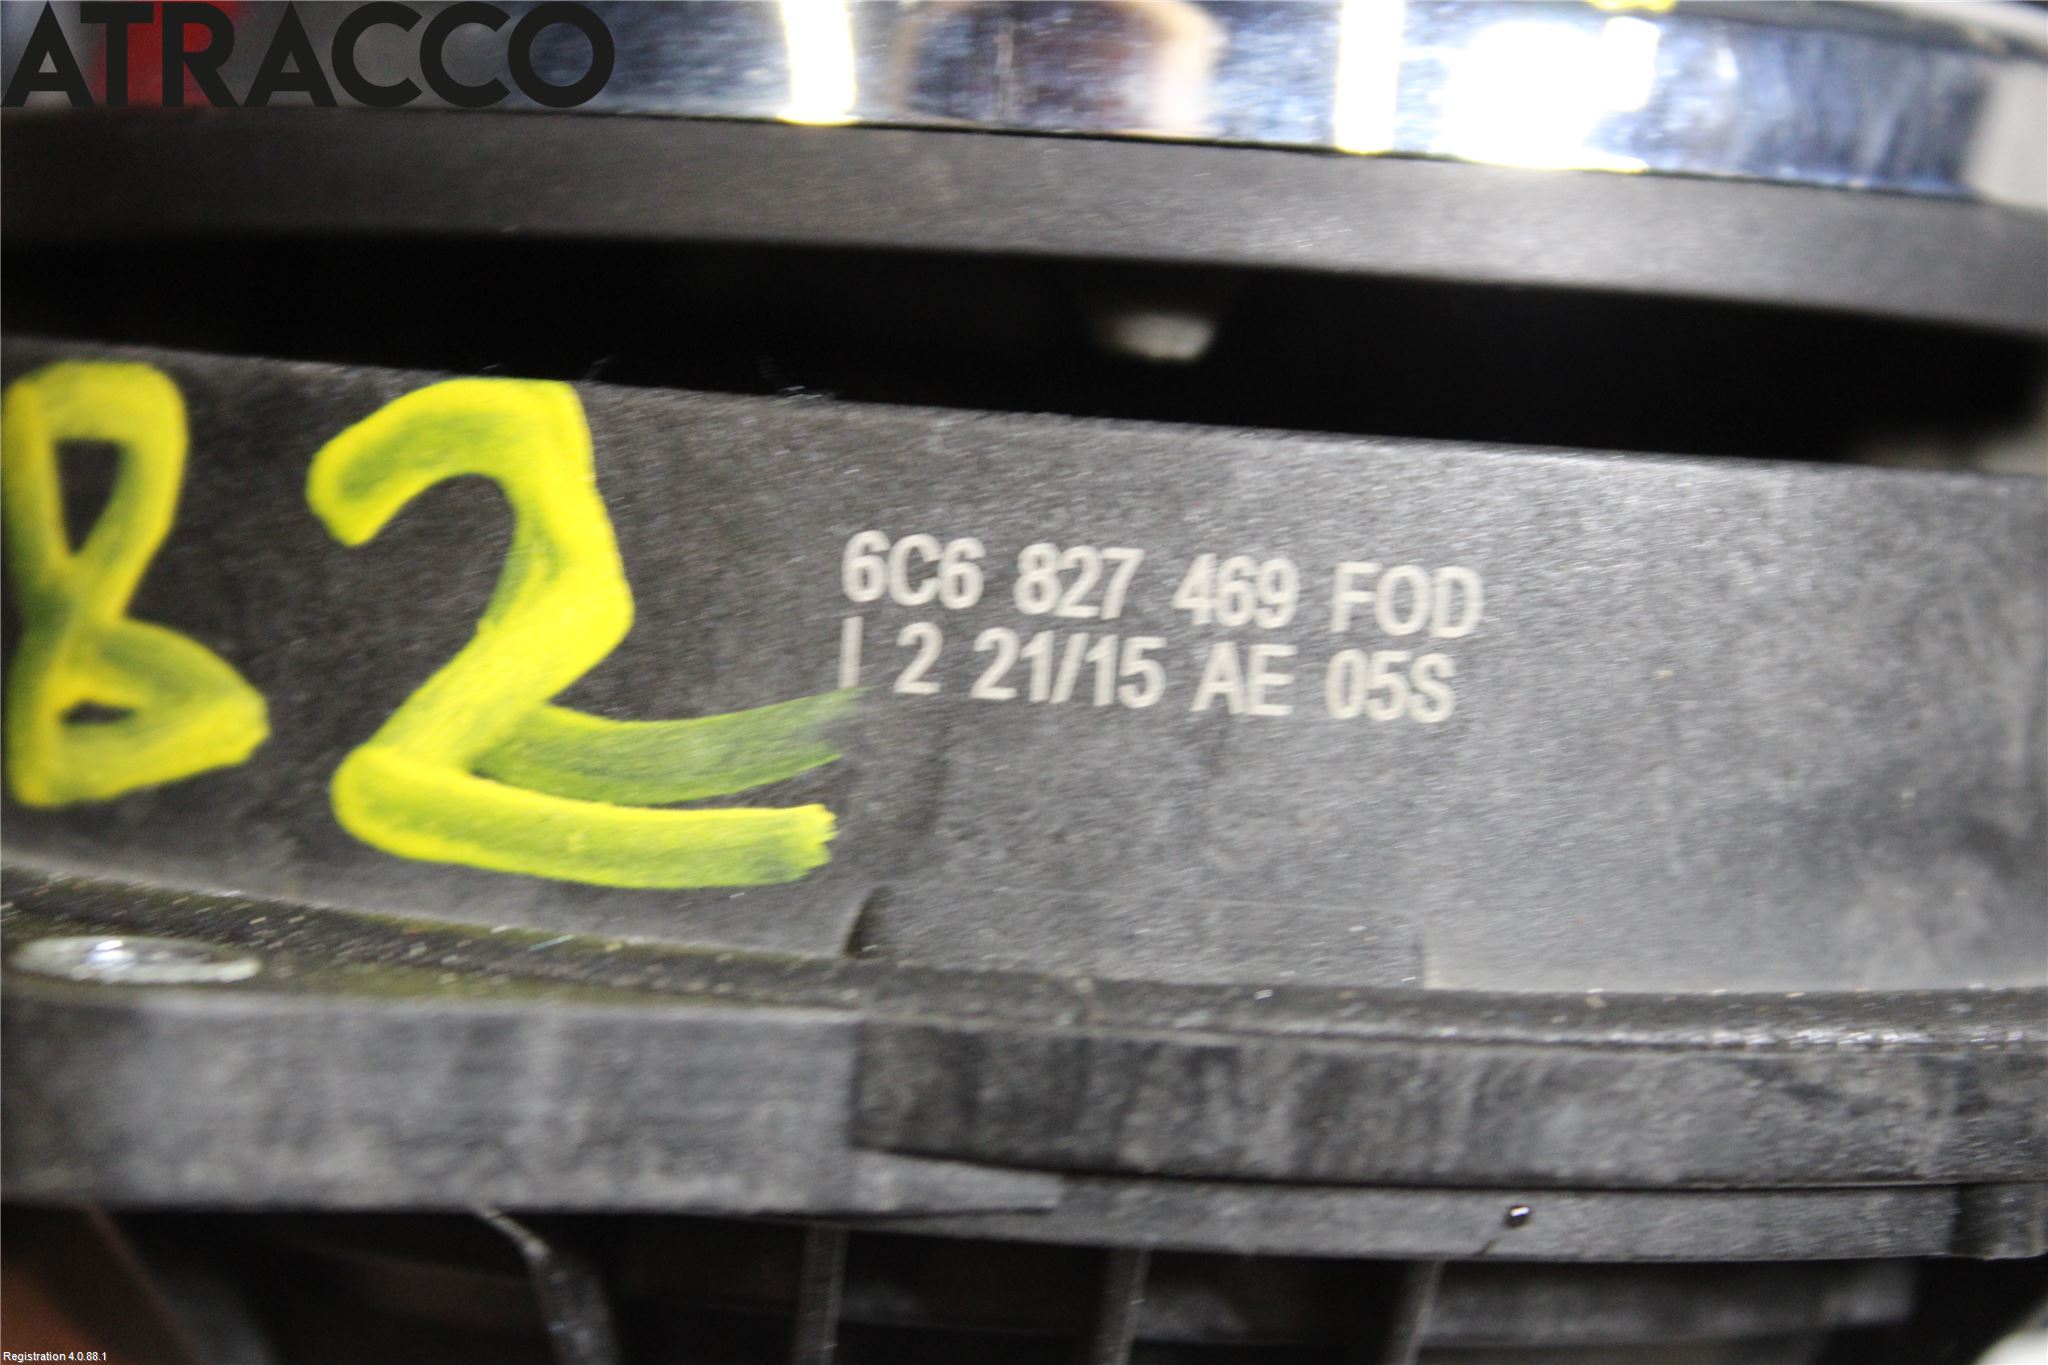 ATRACCO
82
6C6 827 469 FOD
I 2 21/15 AE 05S
Registration 4.0.88.1